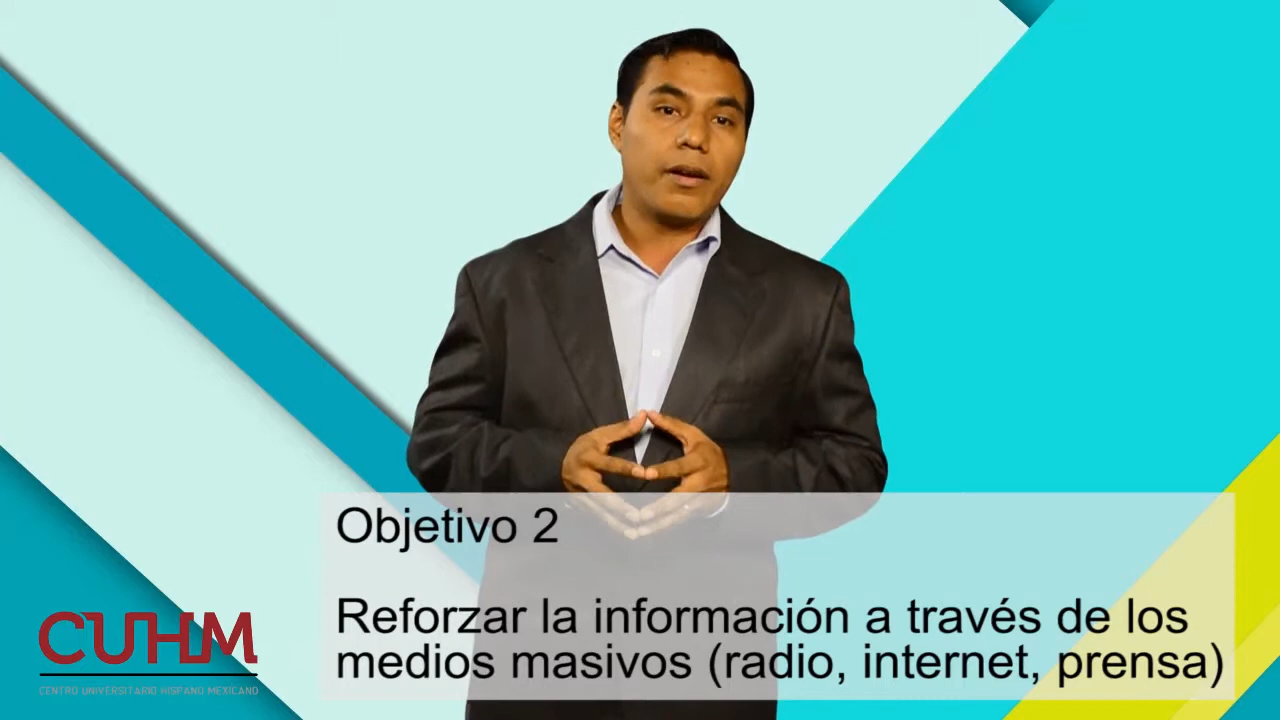 Objetivo 2
Reforzar la información a través de los
medios masivos (radio, internet, prensa)
CUHM
CENTRO UNIVERSITARIO HISPANO MEXICANO